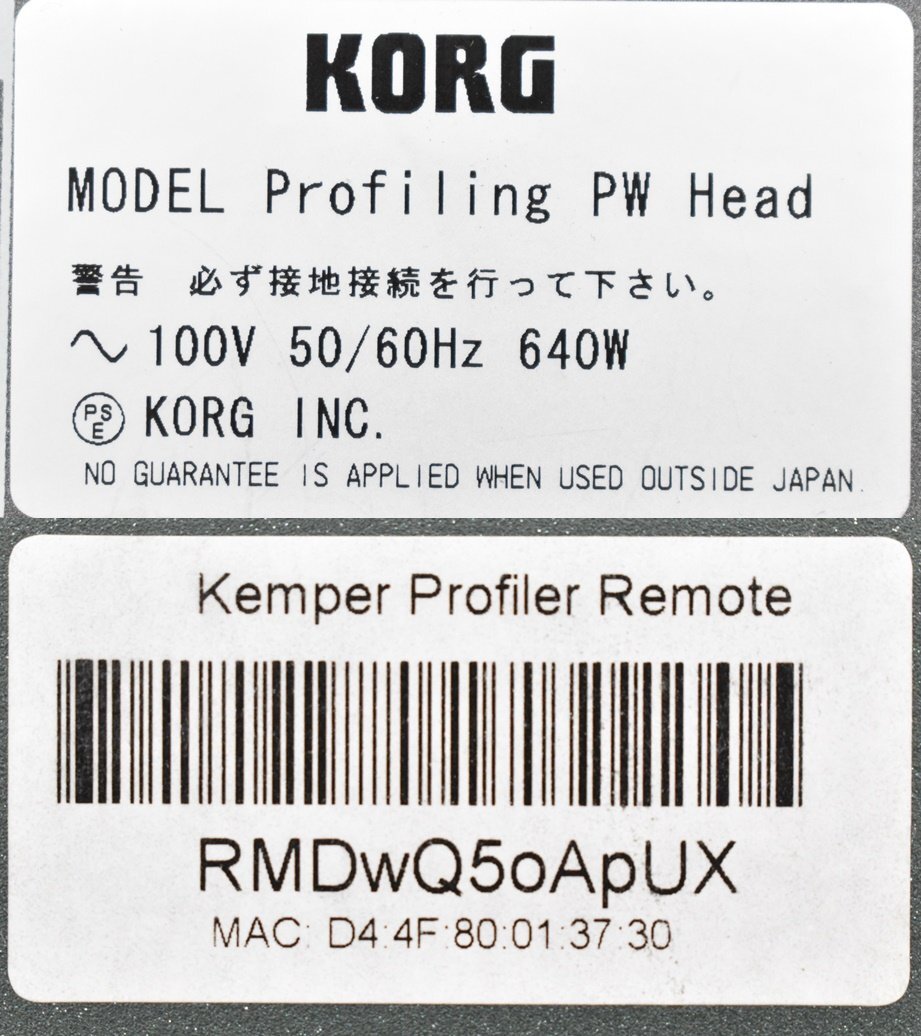 KORG
MODEL Profiling PW Head
警告 必ず接地接続を行って下さい。
～ 100V 50/60Hz 640W
PSE KORG INC.
NO GUARANTEE IS APPLIED WHEN USED OUTSIDE JAPAN.
Kemper Profiler Remote
RMDwQ5oApUX
MAC: D4:4F:80:01:37:30